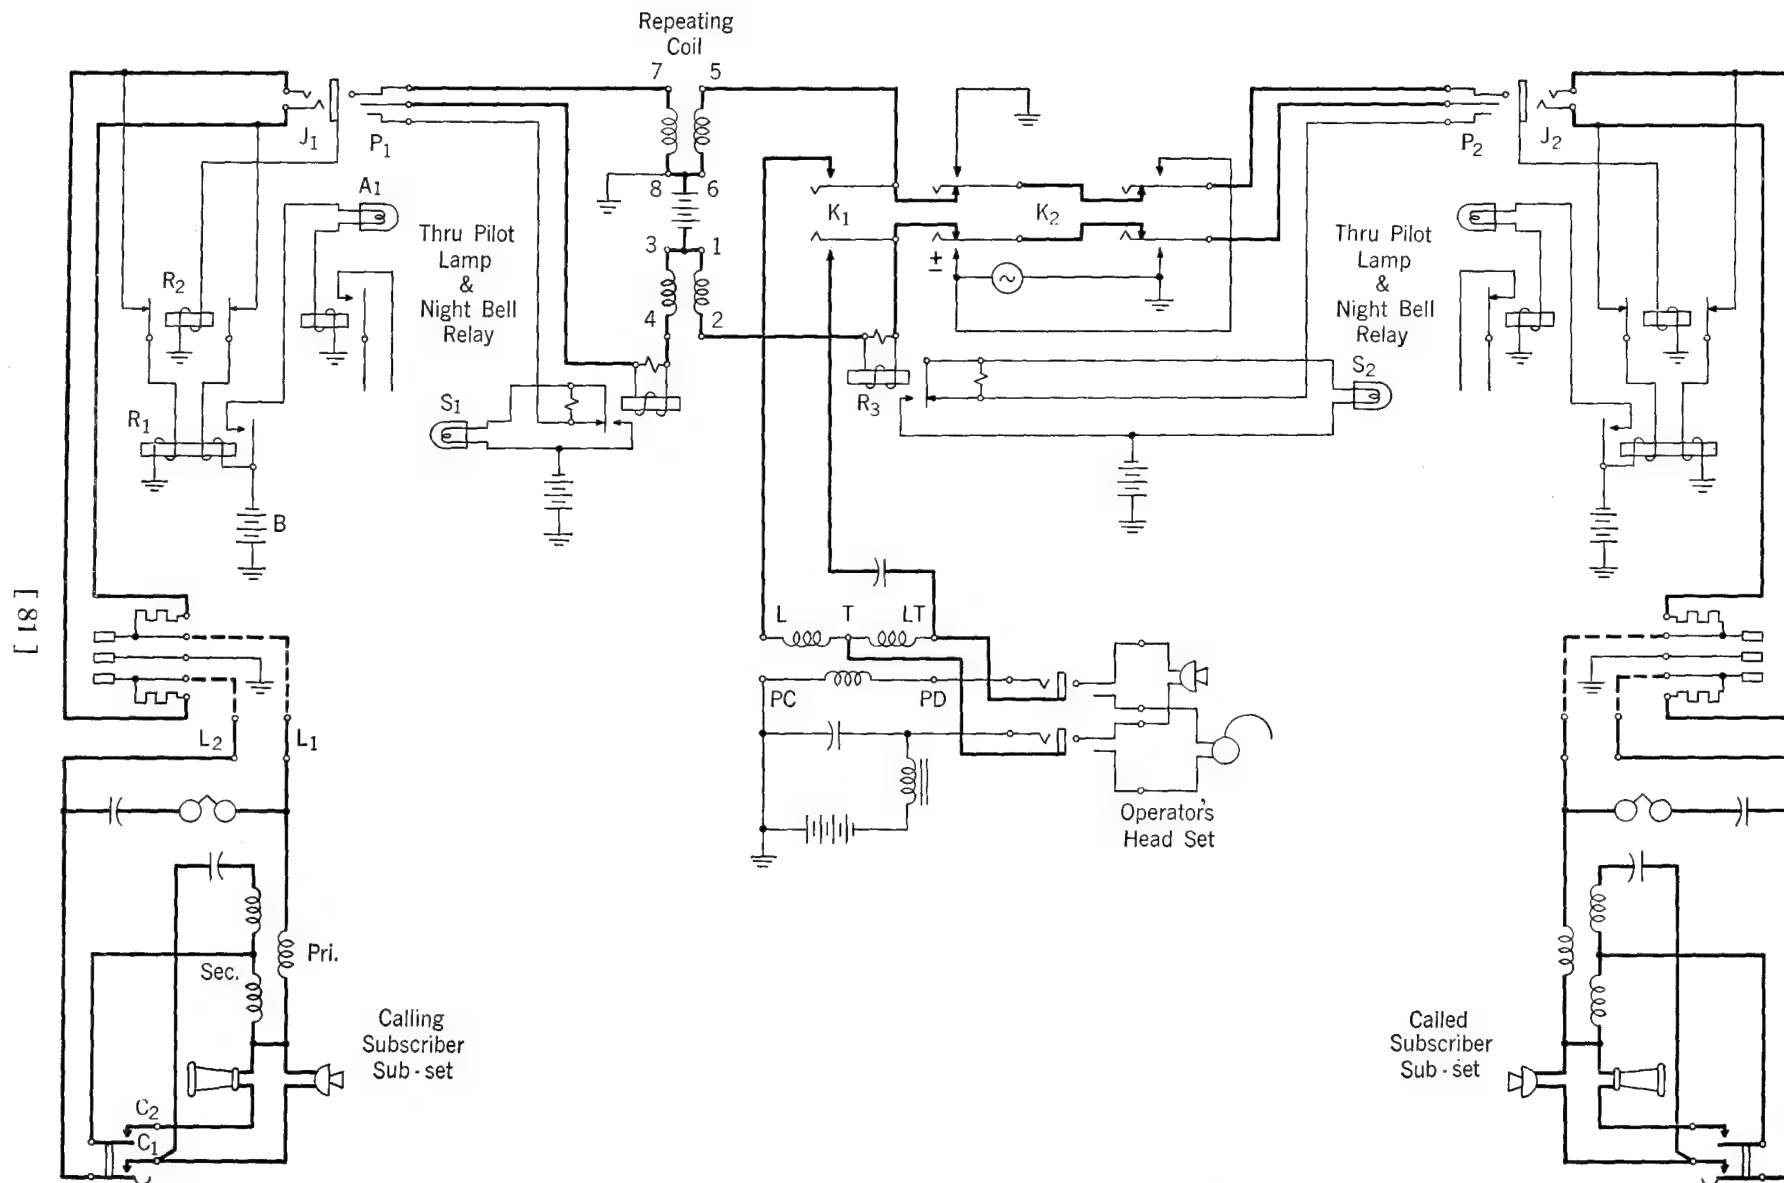 Repeating
Coil
7 5
J1
P1
P2
J2
A1
8 6
K1
K2
Thru Pilot
Lamp
&
Night Bell
Relay
Thru Pilot
Lamp
&
Night Bell
Relay
3 1
±
~
R2
4 2
S1
R3
S2
R1
B
[81]
L T LT
PC PD
L2 L1
Operator's
Head Set
Pri.
Sec.
Calling
Subscriber
Sub-set
Called
Subscriber
Sub-set
C2
C1